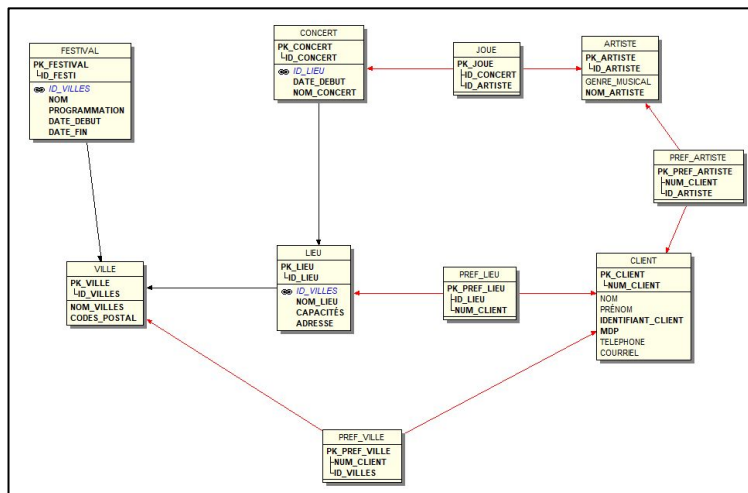 FESTIVAL
PK_FESTIVAL
ID_FESTI
ID_VILLES
NOM
PROGRAMMATION
DATE_DEBUT
DATE_FIN
CONCERT
PK_CONCERT
ID_CONCERT
ID_LIEU
DATE_DEBUT
NOM_CONCERT
JOUE
PK_JOUE
ID_CONCERT
ID_ARTISTE
ARTISTE
PK_ARTISTE
ID_ARTISTE
GENRE_MUSICAL
NOM_ARTISTE
PREF_ARTISTE
PK_PREF_ARTISTE
NUM_CLIENT
ID_ARTISTE
VILLE
PK_VILLE
ID_VILLES
NOM_VILLES
CODES_POSTAL
LIEU
PK_LIEU
ID_LIEU
ID_VILLES
NOM_LIEU
CAPACITÉS
ADRESSE
PREF_LIEU
PK_PREF_LIEU
ID_LIEU
NUM_CLIENT
CLIENT
PK_CLIENT
NUM_CLIENT
NOM
PRÉNOM
IDENTIFIANT_CLIENT
MDP
TELEPHONE
COURRIEL
PREF_VILLE
PK_PREF_VILLE
NUM_CLIENT
ID_VILLES